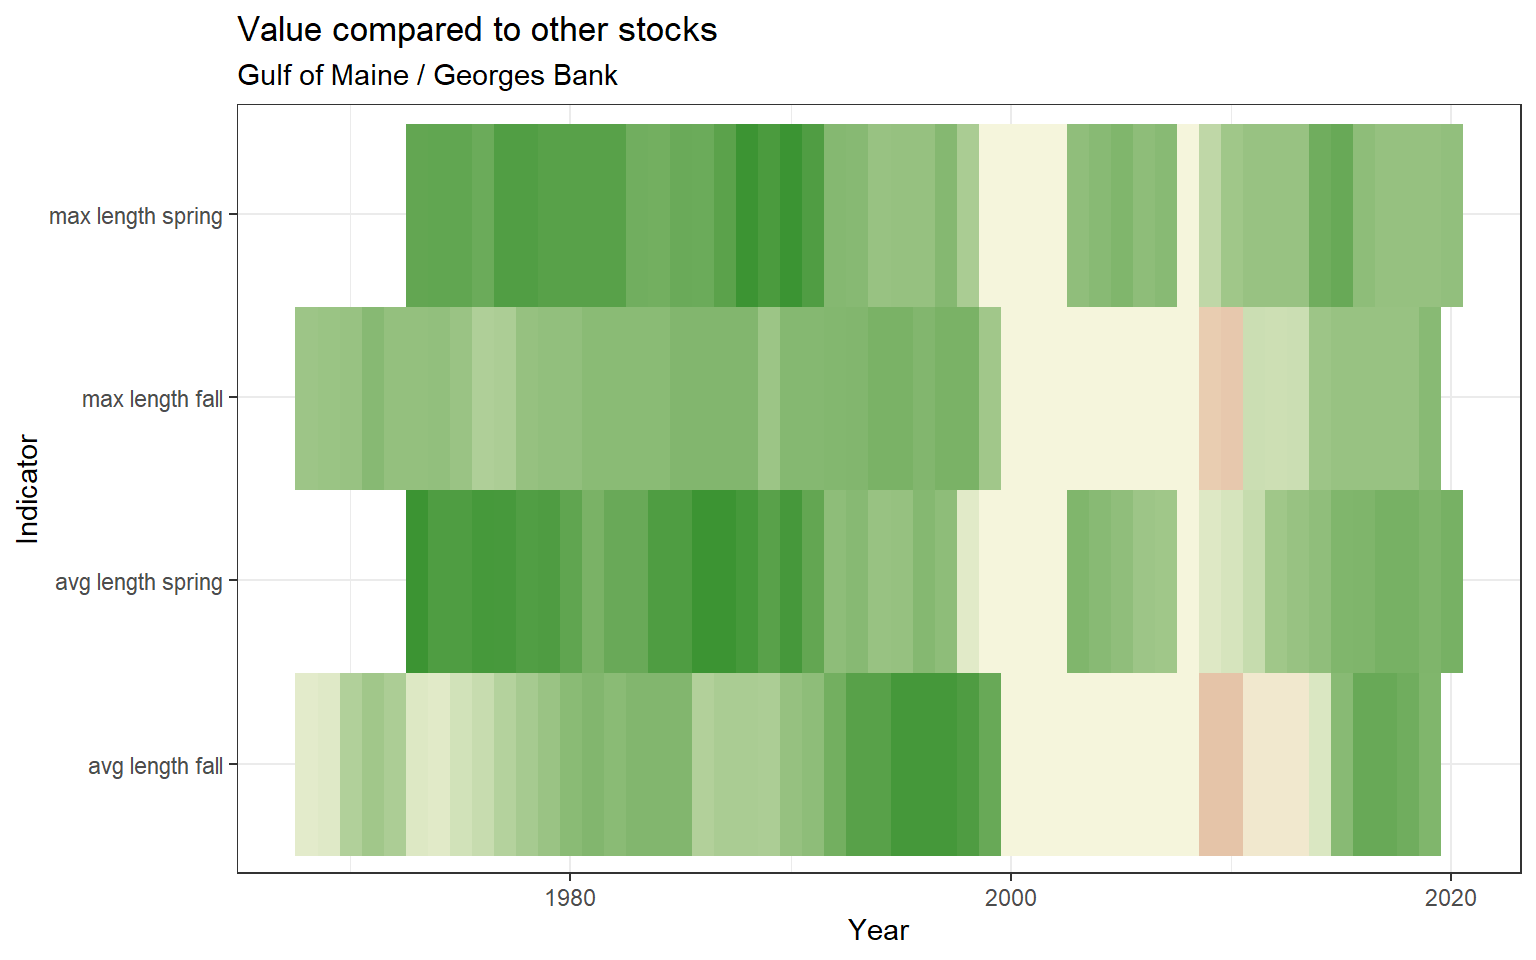 Value compared to other stocks
Gulf of Maine / Georges Bank
Indicator
max length spring
max length fall
avg length spring
avg length fall
1980
2000
2020
Year